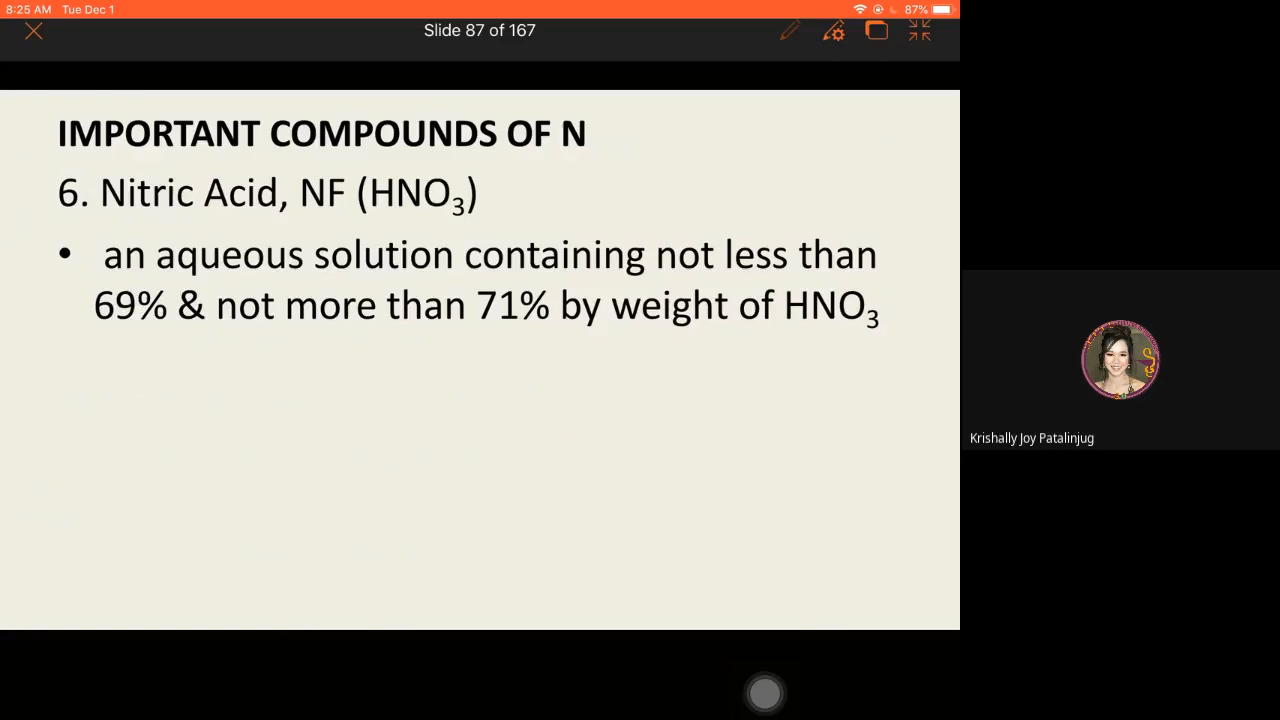 8:25 AM Tue Dec 1
87%
Slide 87 of 167
IMPORTANT COMPOUNDS OF N
6. Nitric Acid, NF (HNO₃)
• an aqueous solution containing not less than
69% & not more than 71% by weight of HNO₃
Krishally Joy Patalinjug